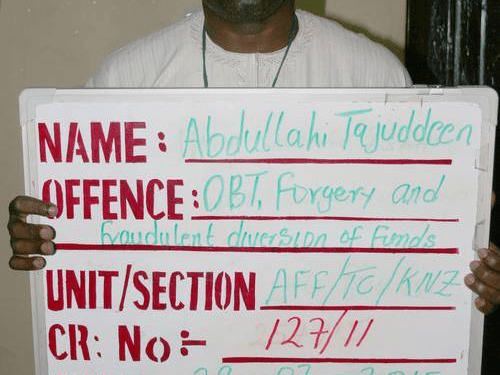 NAME: Abdullahi Tajuddeen
OFFENCE: OBT, Forgery and
fraudulent diversion of Funds
UNIT/SECTION AFF/TC/KNZ
CR: No:- 127/11